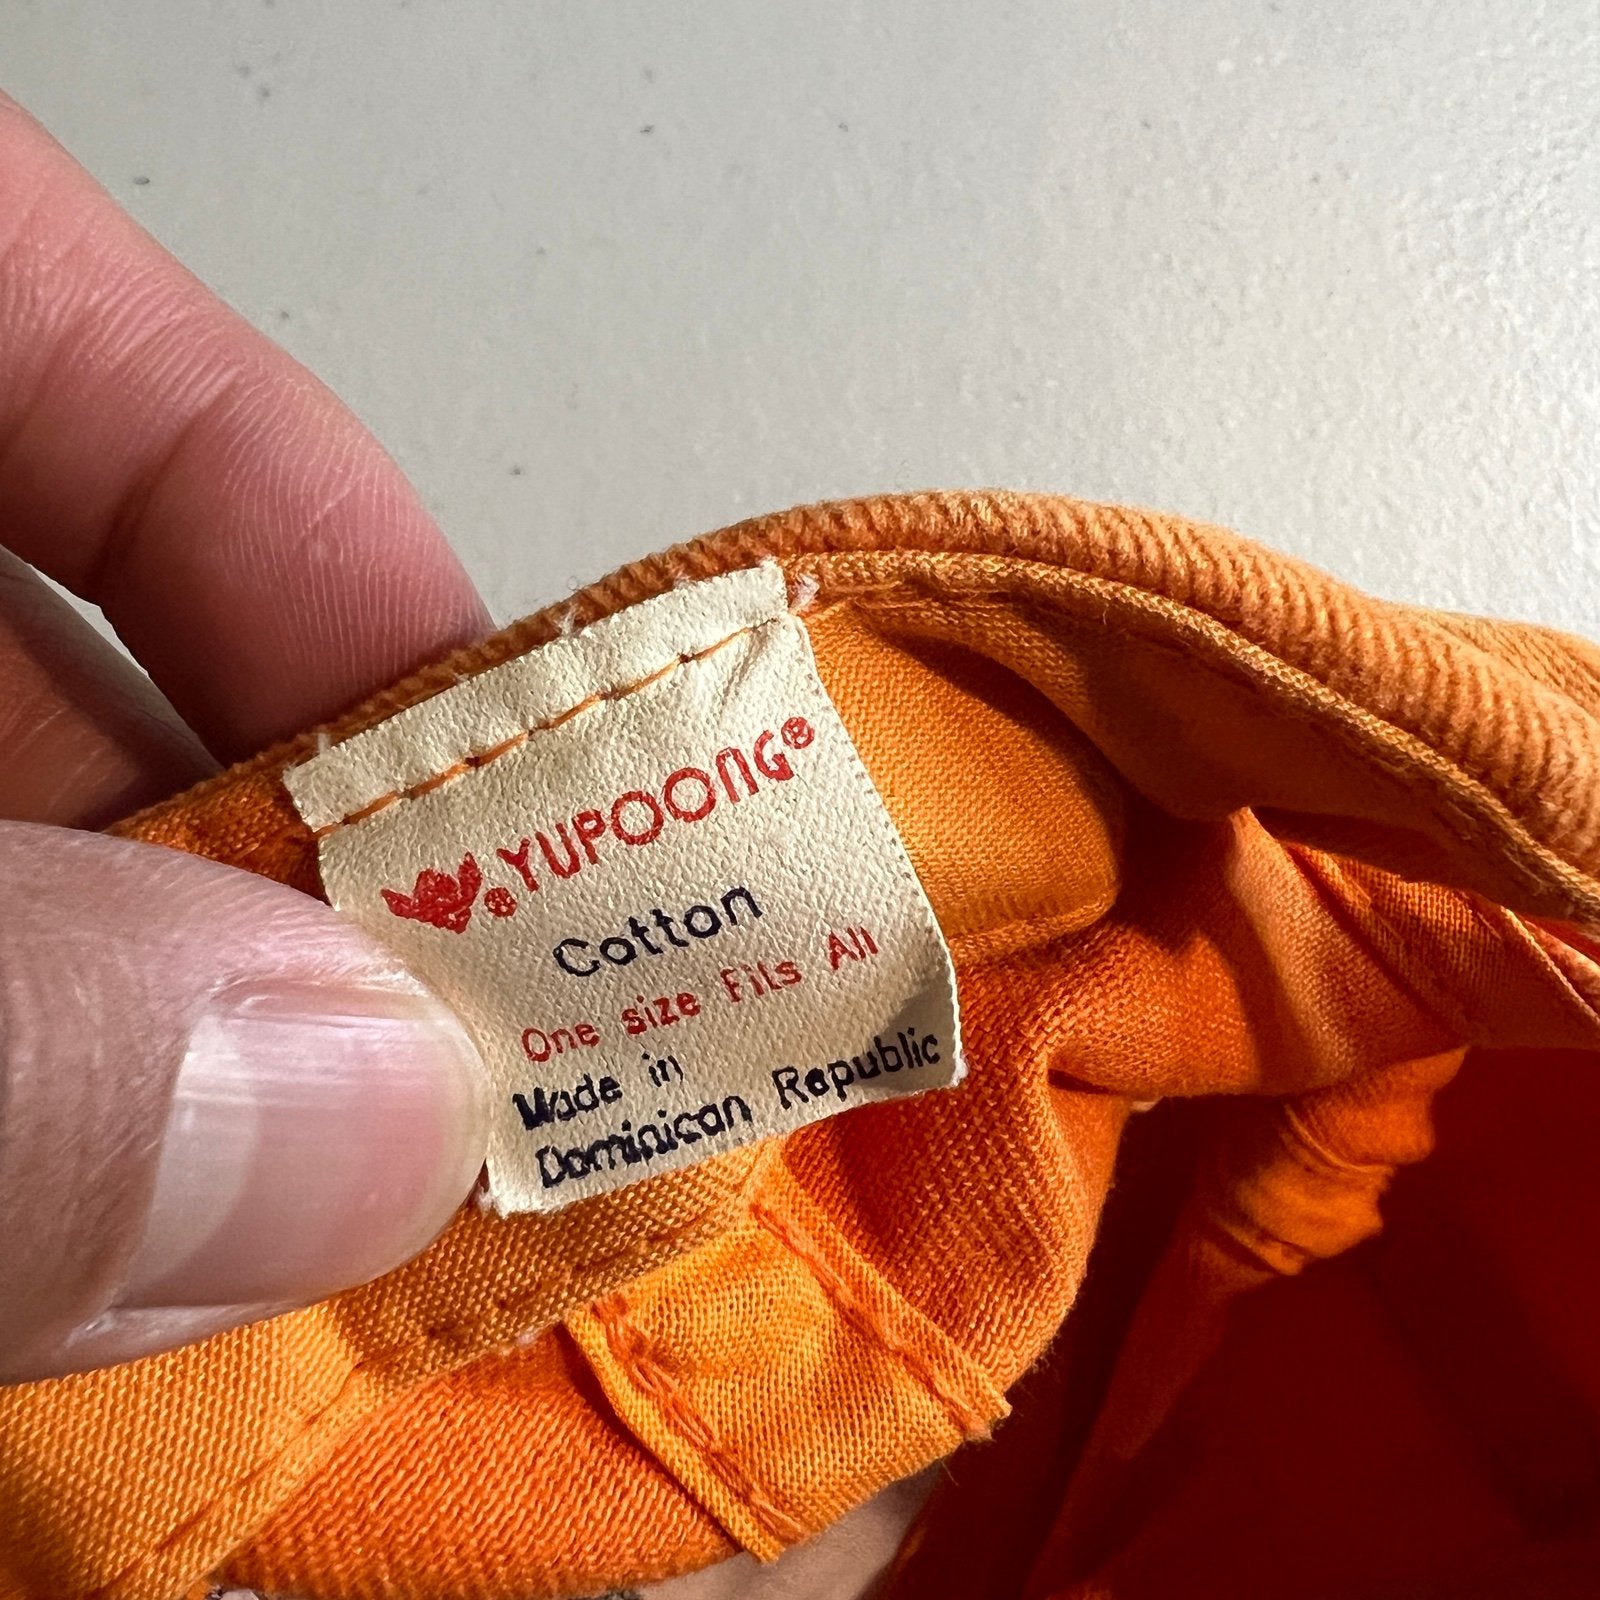 ®YUPOONG®
Cotton
One size Fits All
Made in
Dominican Republic